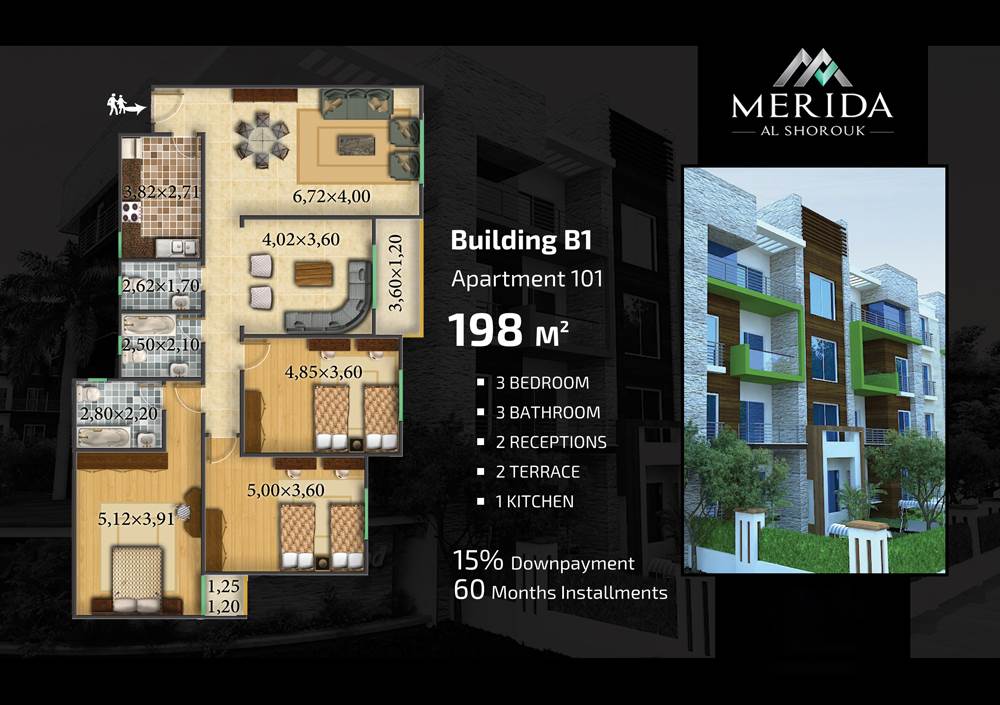 MERIDA
AL SHOROUK
3,82×2,71
6,72×4,00
4,02×3,60
3,60×1,20
2,62×1,70
2,50×2,10
4,85×3,60
2,80×2,20
5,00×3,60
5,12×3,91
1,25
1,20
Building B1
Apartment 101
198 M²
3 BEDROOM
3 BATHROOM
2 RECEPTIONS
2 TERRACE
1 KITCHEN
15% Downpayment
60 Months Installments